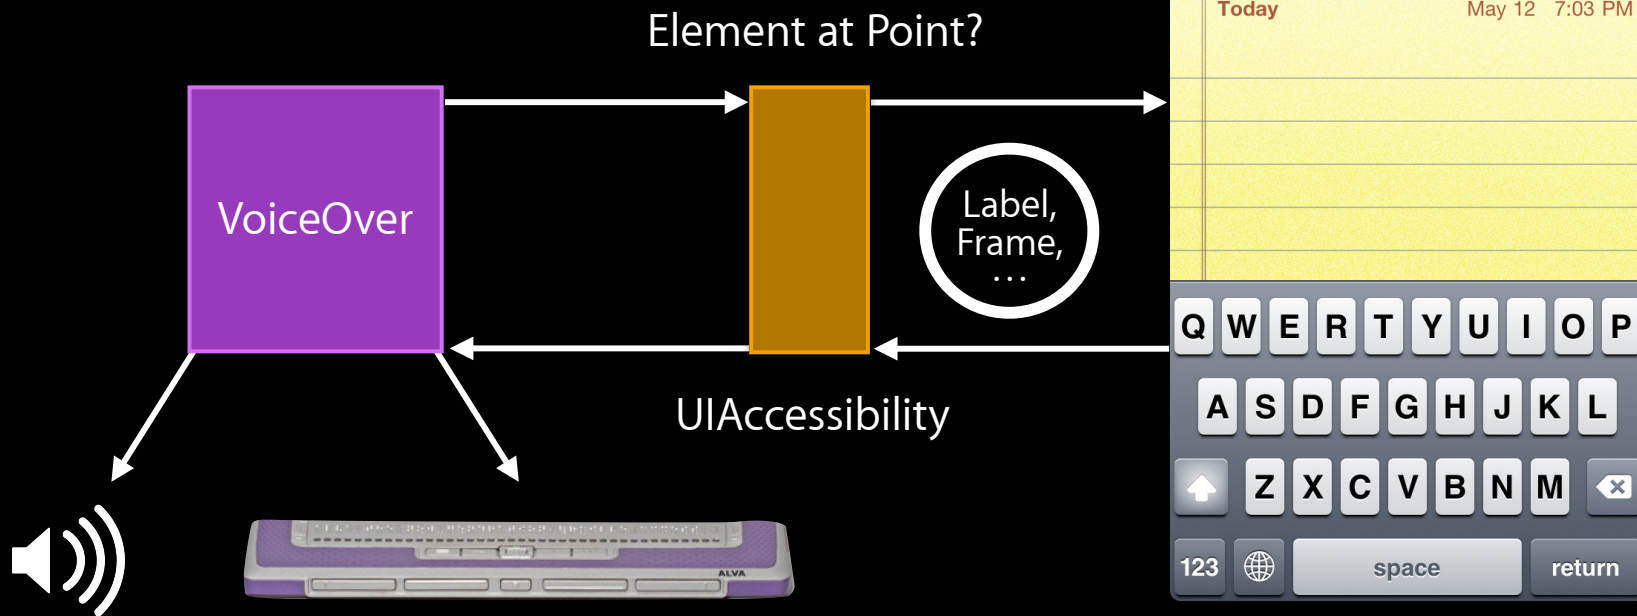 Element at Point?
Today May 12 7:03 PM
VoiceOver
Label,
Frame,
...
UIAccessibility
Q W E R T Y U I O P
A S D F G H J K L
Z X C V B N M
123 space return
ALVA